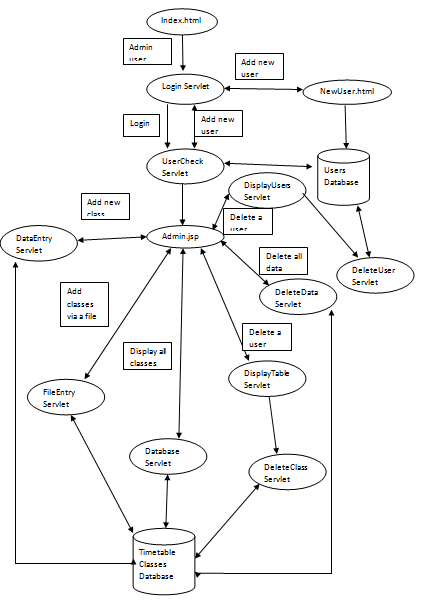 Index.html
Admin
user
Add new
user
Login Servlet
NewUser.html
Login
Add new
user
UserCheck
Servlet
Users
Database
DisplayUsers
Servlet
Add new
class
Delete a
user
DataEntry
Servlet
Admin.jsp
Delete all
data
DeleteUser
Servlet
DeleteData
Servlet
Add
classes
via a file
Display all
classes
Delete a
user
DisplayTable
Servlet
FileEntry
Servlet
Database
Servlet
DeleteClass
Servlet
Timetable
Classes
Database